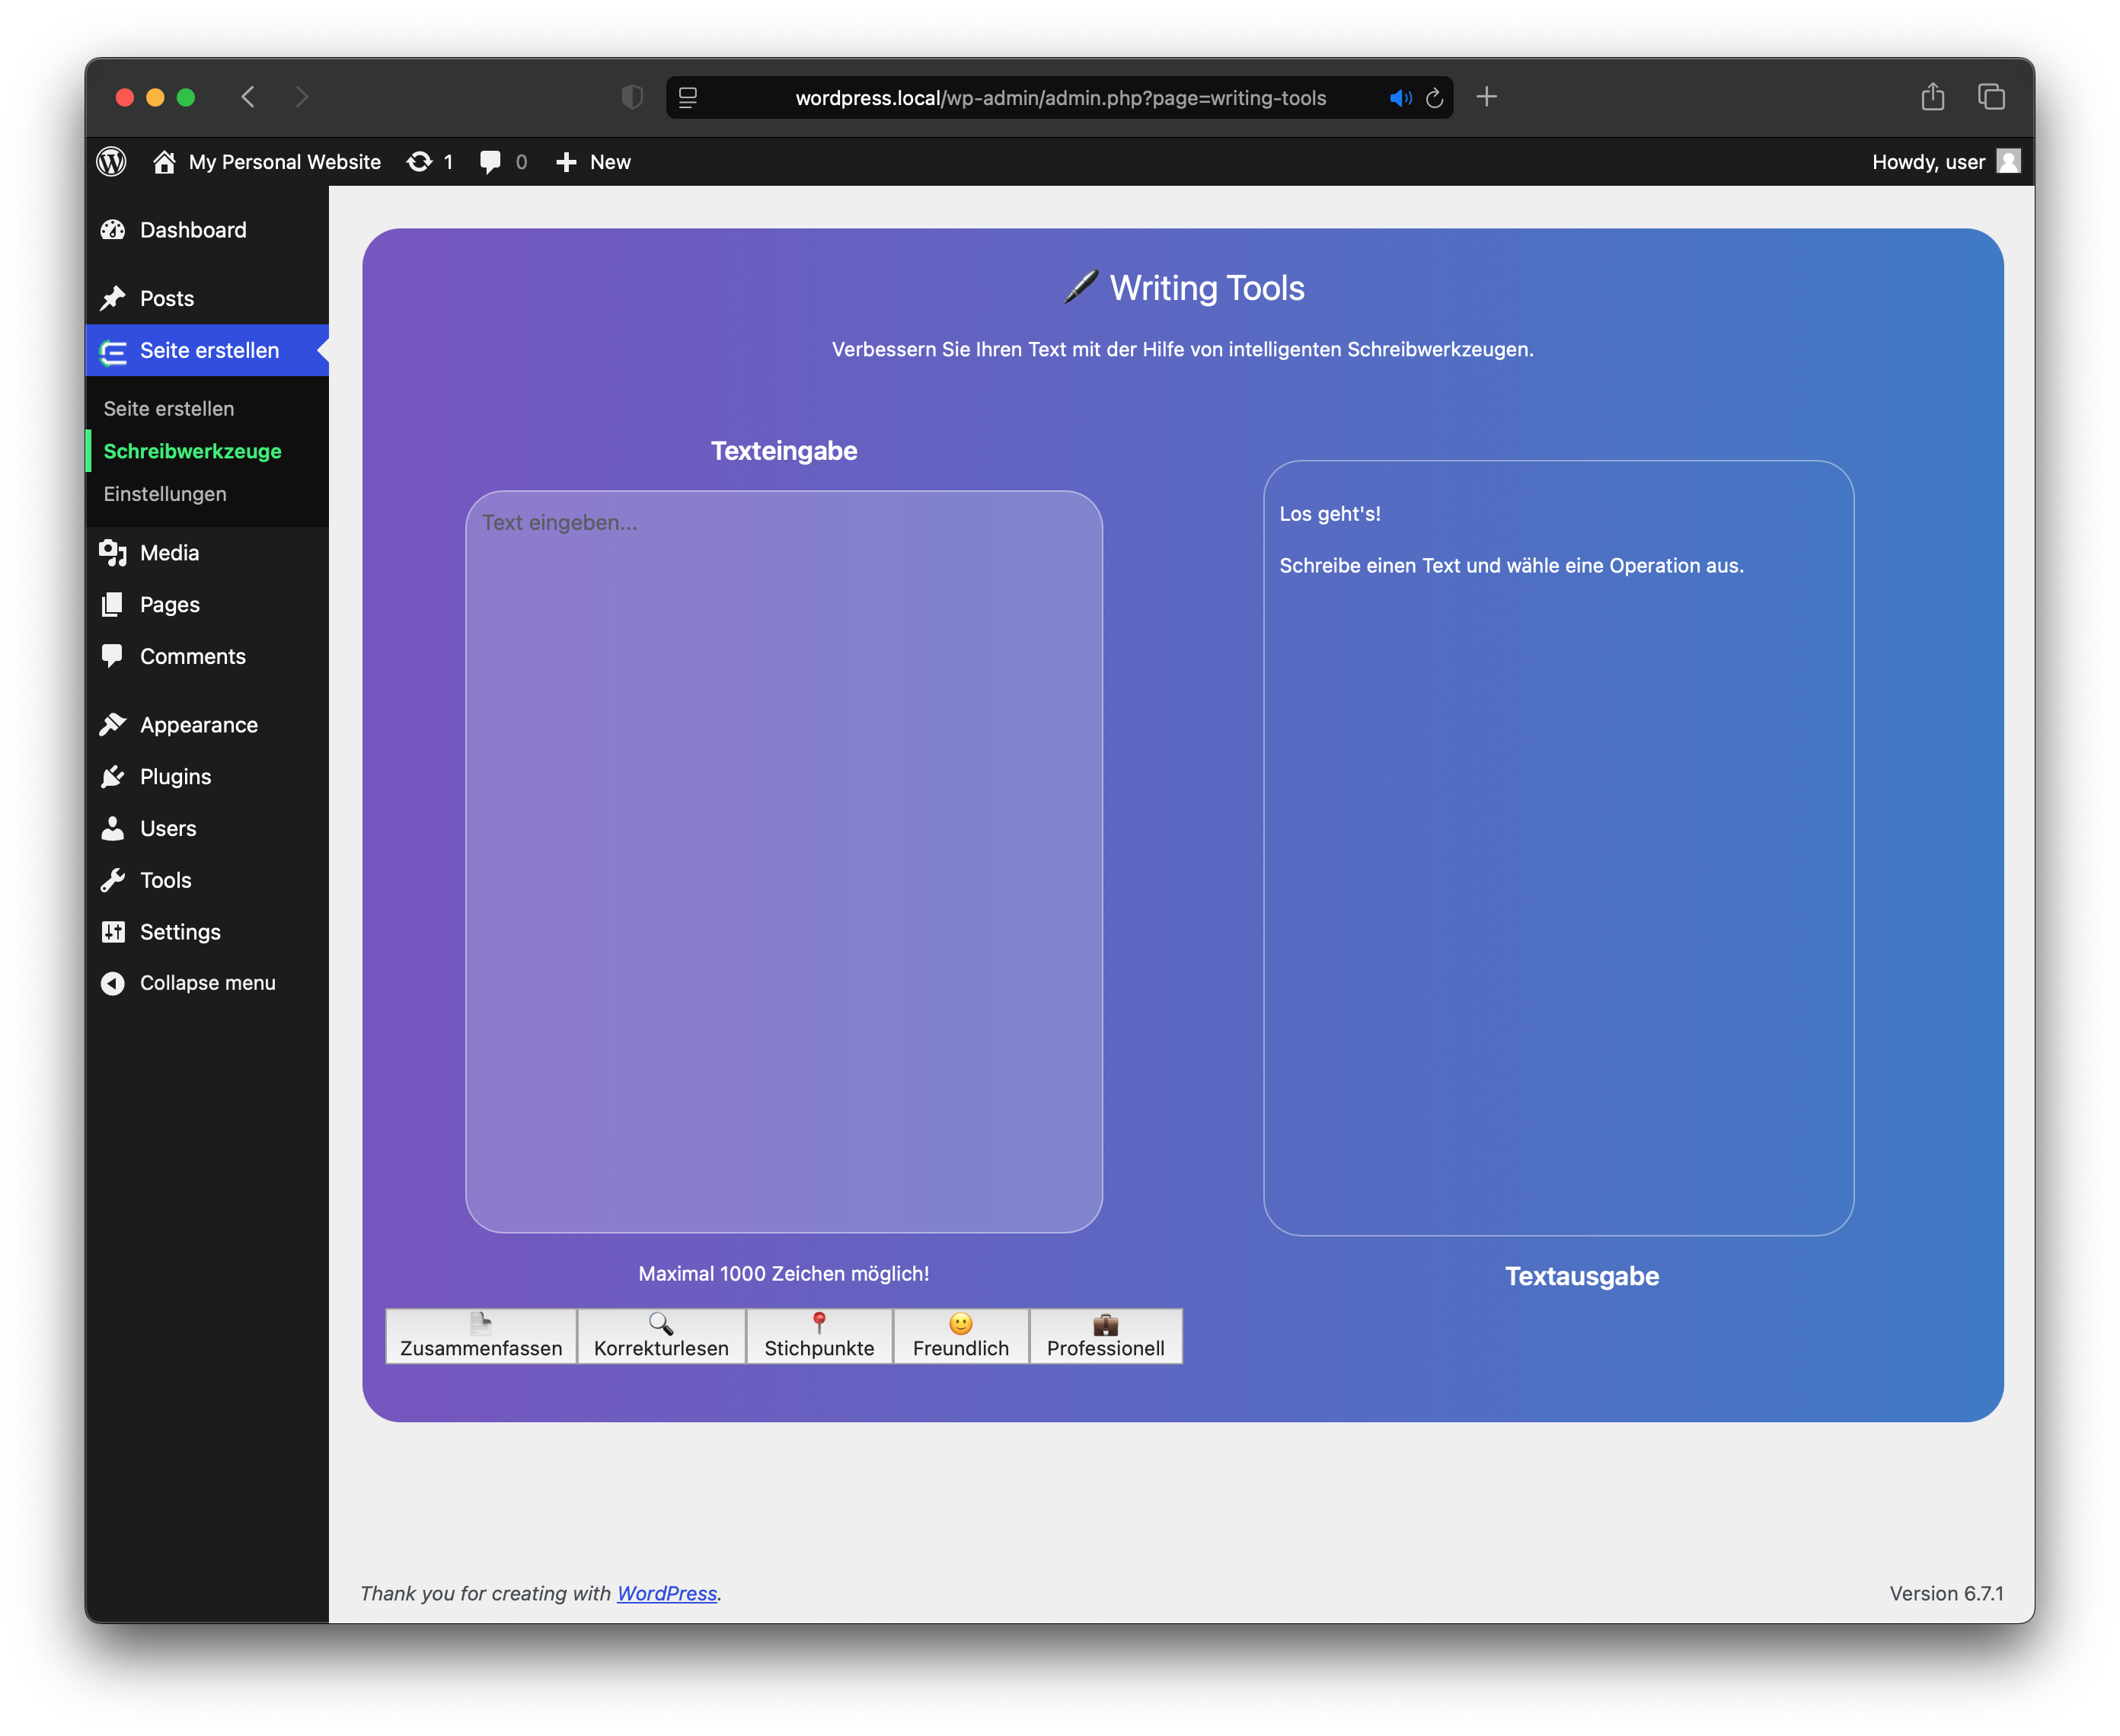 wordpress.local/wp-admin/admin.php?page=writing-tools
My Personal Website 1 0 New Howdy, user
Dashboard
Posts
Seite erstellen
Seite erstellen
Schreibwerkzeuge
Einstellungen
Media
Pages
Comments
Appearance
Plugins
Users
Tools
Settings
Collapse menu
Writing Tools
Verbessern Sie Ihren Text mit der Hilfe von intelligenten Schreibwerkzeugen.
Texteingabe
Text eingeben...
Maximal 1000 Zeichen möglich!
Zusammenfassen Korrekturlesen Stichpunkte Freundlich Professionell
Los geht's!
Schreibe einen Text und wähle eine Operation aus.
Textausgabe
Thank you for creating with WordPress. Version 6.7.1